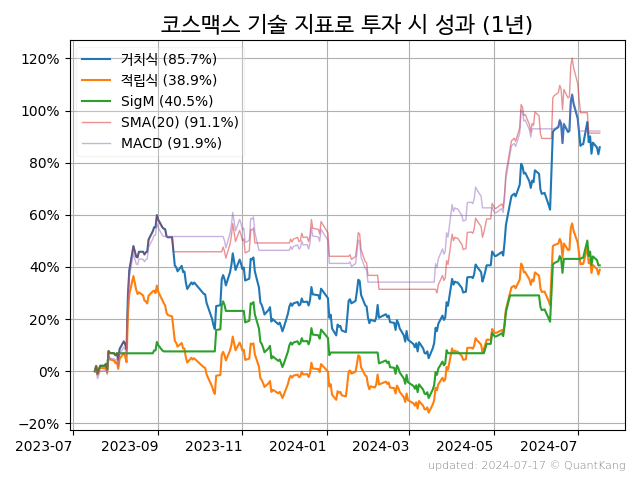 코스맥스 기술 지표로 투자 시 성과 (1년)
120%
100%
80%
60%
40%
20%
0%
−20%
거치식 (85.7%)
적립식 (38.9%)
SigM (40.5%)
SMA(20) (91.1%)
MACD (91.9%)
2023-07
2023-09
2023-11
2024-01
2024-03
2024-05
2024-07
updated: 2024-07-17 © QuantKang